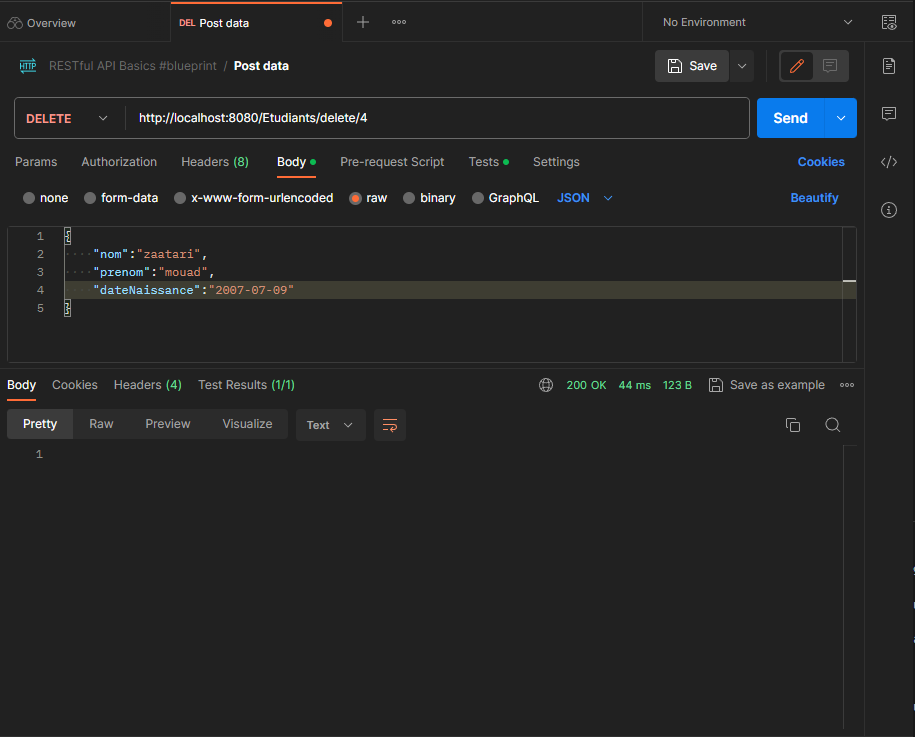 Overview
DEL Post data
No Environment
HTTP RESTful API Basics #blueprint / Post data
Save
DELETE http://localhost:8080/Etudiants/delete/4 Send
Params Authorization Headers (8) Body Pre-request Script Tests Settings Cookies
none form-data x-www-form-urlencoded raw binary GraphQL JSON Beautify
1 {
2 ····"nom":"zaatari",
3 ····"prenom":"mouad",
4 ····"dateNaissance":"2007-07-09"
5 }
Body Cookies Headers (4) Test Results (1/1) 200 OK 44 ms 123 B Save as example
Pretty Raw Preview Visualize Text
1